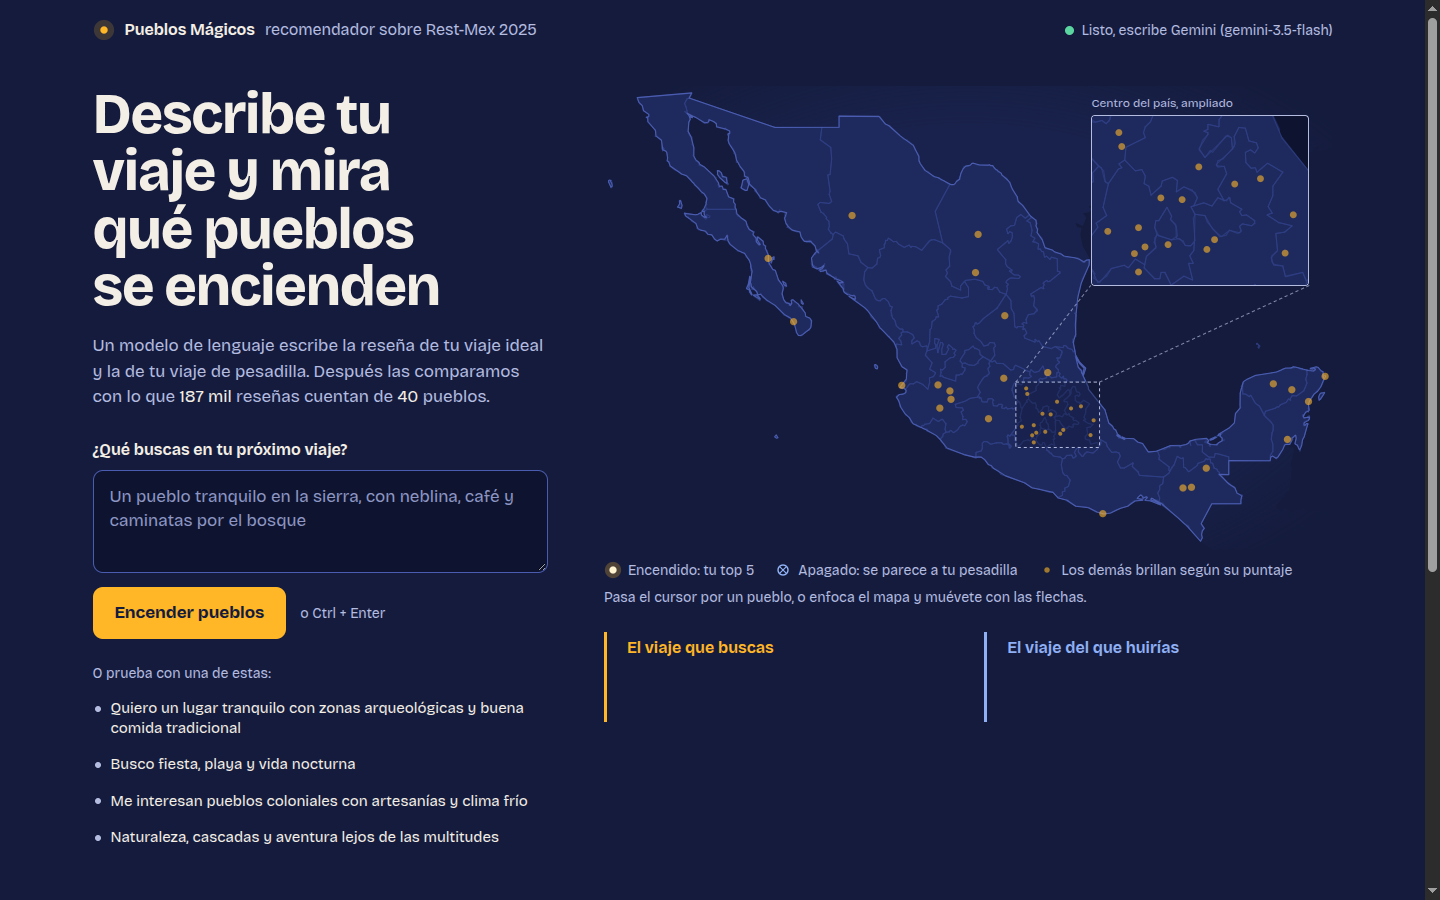 Pueblos Mágicos recomendador sobre Rest-Mex 2025
Listo, escribe Gemini (gemini-3.5-flash)
Describe tu
viaje y mira
qué pueblos
se encienden
Un modelo de lenguaje escribe la reseña de tu viaje ideal
y la de tu viaje de pesadilla. Después las comparamos
con lo que 187 mil reseñas cuentan de 40 pueblos.
¿Qué buscas en tu próximo viaje?
Un pueblo tranquilo en la sierra, con neblina, café y
caminatas por el bosque
Encender pueblos
o Ctrl + Enter
O prueba con una de estas:
Quiero un lugar tranquilo con zonas arqueológicas y buena
comida tradicional
Busco fiesta, playa y vida nocturna
Me interesan pueblos coloniales con artesanías y clima frío
Naturaleza, cascadas y aventura lejos de las multitudes
Centro del país, ampliado
Encendido: tu top 5
Apagado: se parece a tu pesadilla
Los demás brillan según su puntaje
Pasa el cursor por un pueblo, o enfoca el mapa y muévete con las flechas.
El viaje que buscas
El viaje del que huirías